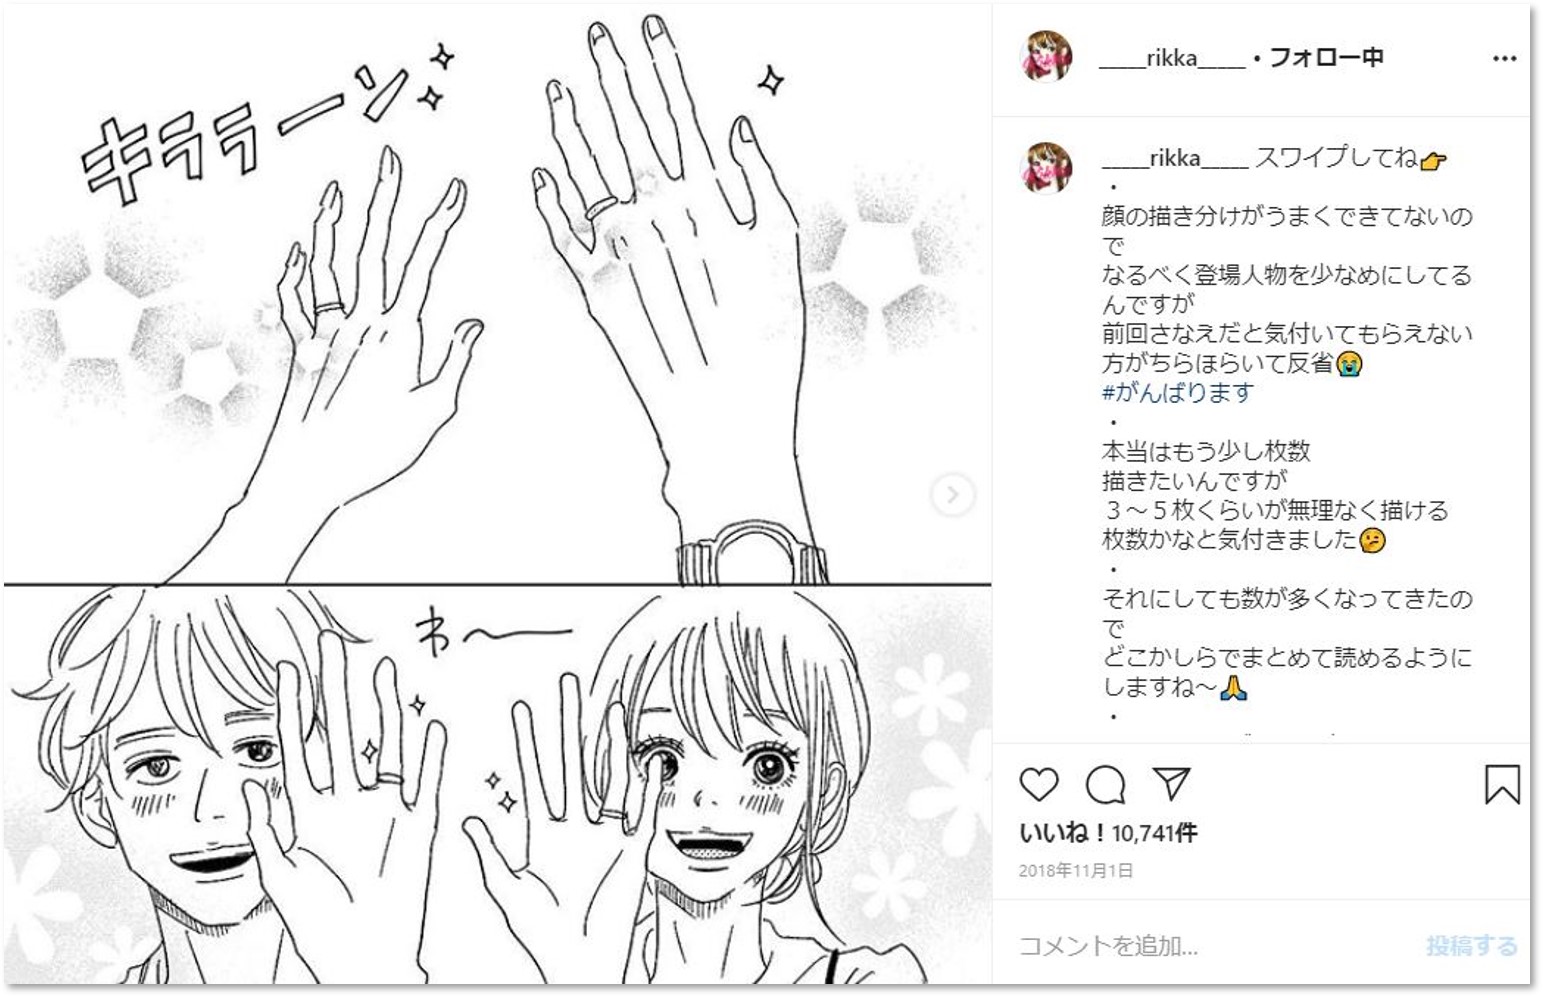 キララーン
わ〜
_____rikka_____ • フォロー中
_____rikka_____ スワイプしてね👉
・
顔の描き分けがうまくできてないの
で
なるべく登場人物を少なめにしてる
んですが
前回さなえだと気付いてもらえない
方がちらほらいて反省😭
#がんばります
・
本当はもう少し枚数
描きたいんですが
３〜５枚くらいが無理なく描ける
枚数かなと気付きました🤔
・
それにしても数が多くなってきたの
で
どこかしらでまとめて読めるように
しますね〜🙏
・
いいね！10,741件
2018年11月1日
コメントを追加...
投稿する